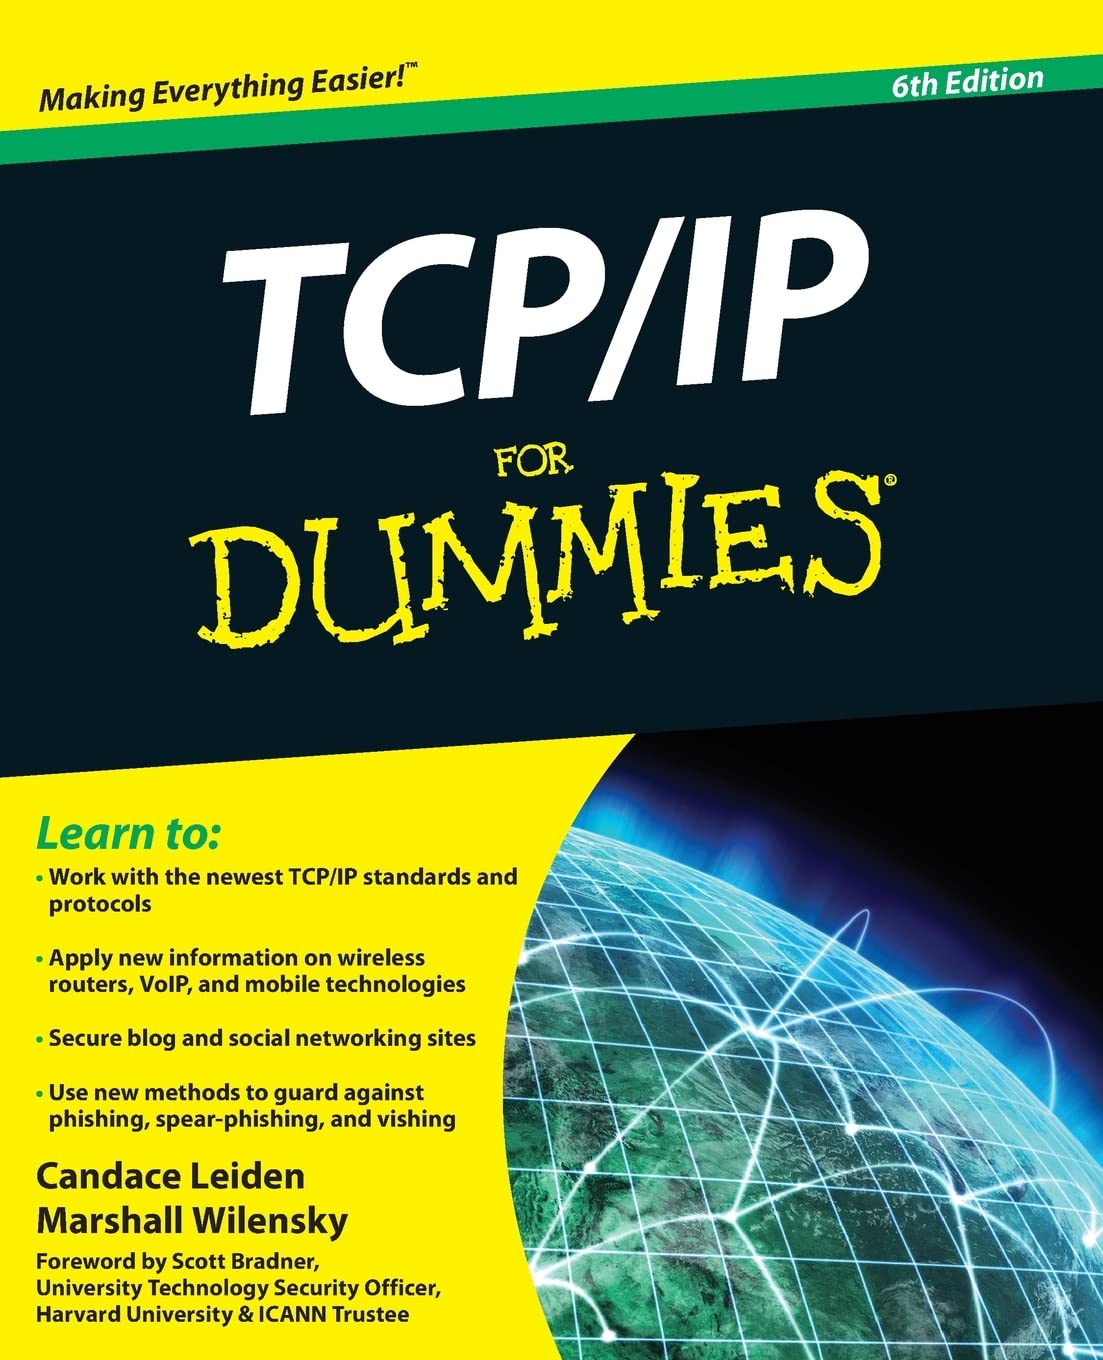 Making Everything Easier!™
6th Edition
TCP/IP
FOR
DUMMIES®
Learn to:
• Work with the newest TCP/IP standards and
protocols
• Apply new information on wireless
routers, VoIP, and mobile technologies
• Secure blog and social networking sites
• Use new methods to guard against
phishing, spear-phishing, and vishing
Candace Leiden
Marshall Wilensky
Foreword by Scott Bradner,
University Technology Security Officer,
Harvard University & ICANN Trustee